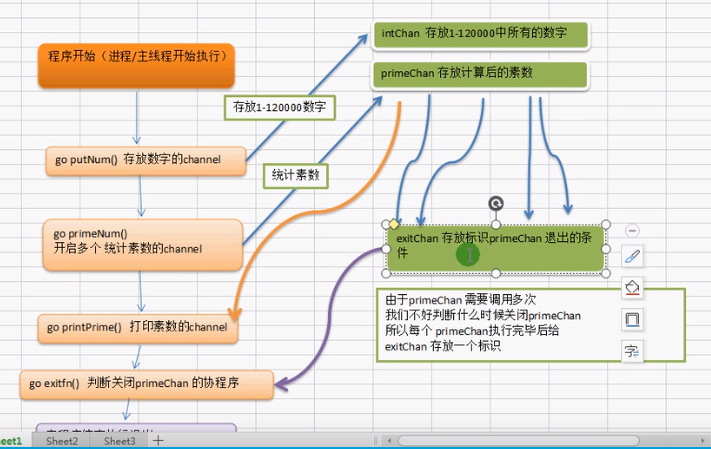 程序开始（进程/主线程开始执行）
intChan 存放1-120000中所有的数字
primeChan 存放计算后的素数
存放1-120000数字
go putNum() 存放数字的channel
统计素数
go primeNum()
开启多个 统计素数的channel
exitChan 存放标识primeChan 退出的条
件
由于primeChan 需要调用多次
我们不好判断什么时候关闭primeChan
所以每个 primeChan执行完毕后给
exitChan 存放一个标识
go printPrime() 打印素数的channel
go exitfn() 判断关闭primeChan 的协程序
字
eet1 Sheet2 Sheet3